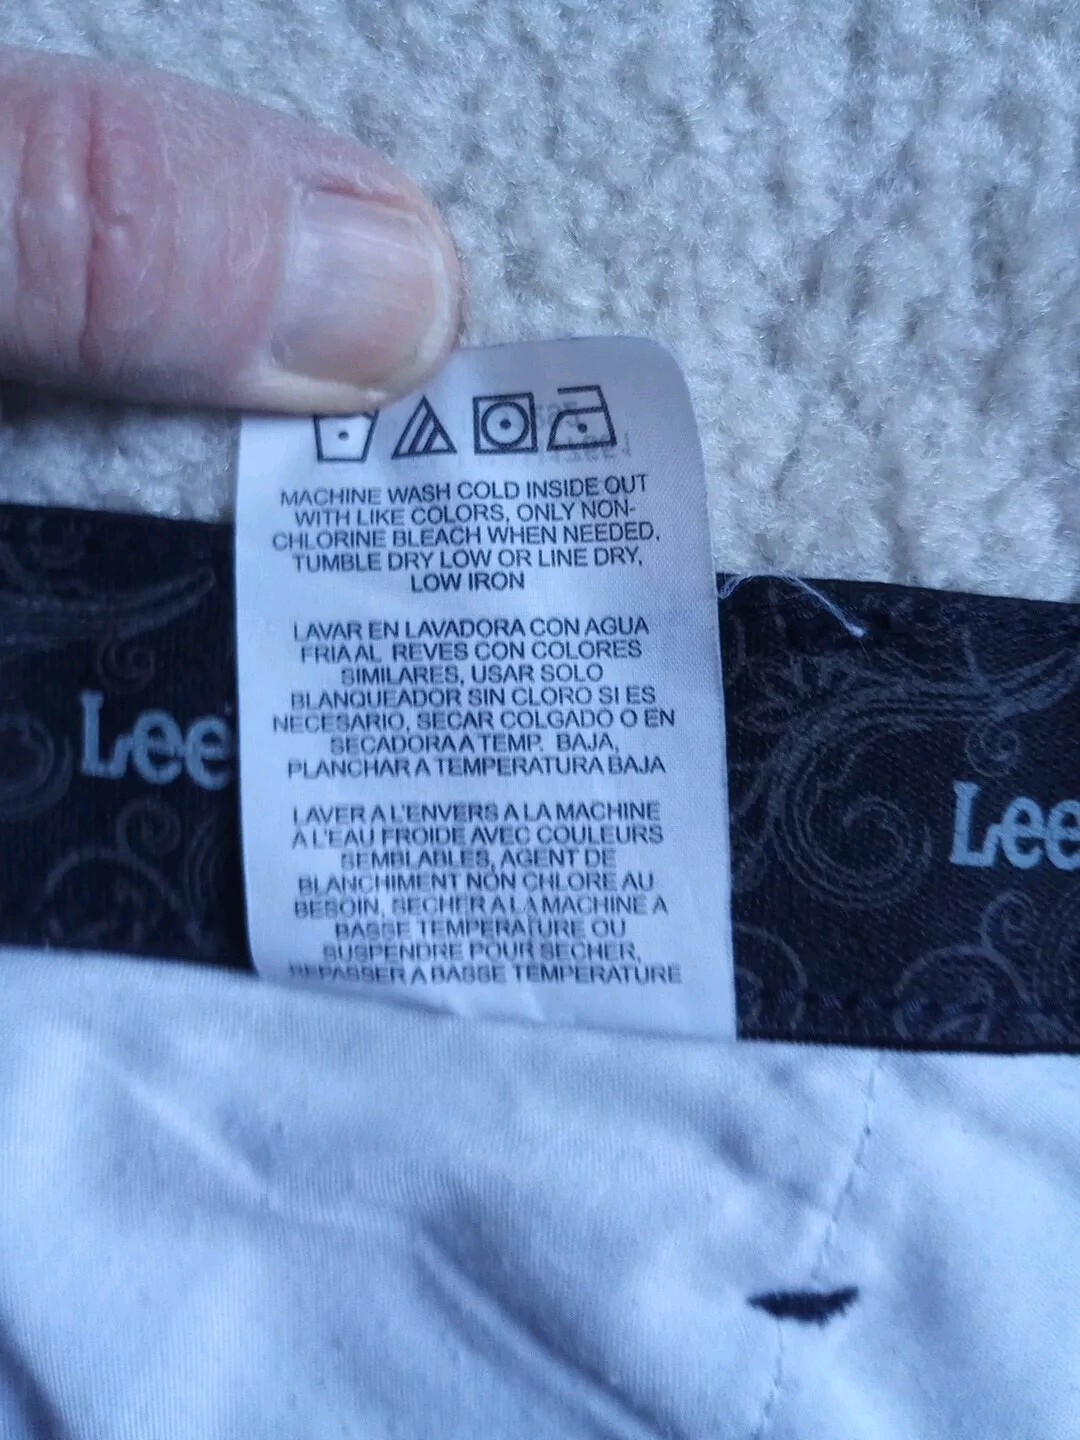 MACHINE WASH COLD INSIDE OUT
WITH LIKE COLORS, ONLY NON-
CHLORINE BLEACH WHEN NEEDED,
TUMBLE DRY LOW OR LINE DRY,
LOW IRON
LAVAR EN LAVADORA CON AGUA
FRIA AL REVES CON COLORES
SIMILARES, USAR SOLO
BLANQUEADOR SIN CLORO SI ES
NECESARIO, SECAR COLGADO O EN
SECADORA A TEMP. BAJA,
PLANCHAR A TEMPERATURA BAJA
LAVER A L'ENVERS A LA MACHINE
A L'EAU FROIDE AVEC COULEURS
SEMBLABLES, AGENT DE
BLANCHIMENT NON CHLORE AU
BESOIN, SECHER A LA MACHINE A
BASSE TEMPERATURE OU
SUSPENDRE POUR SECHER,
REPASSER A BASSE TEMPERATURE
Lee
Lee